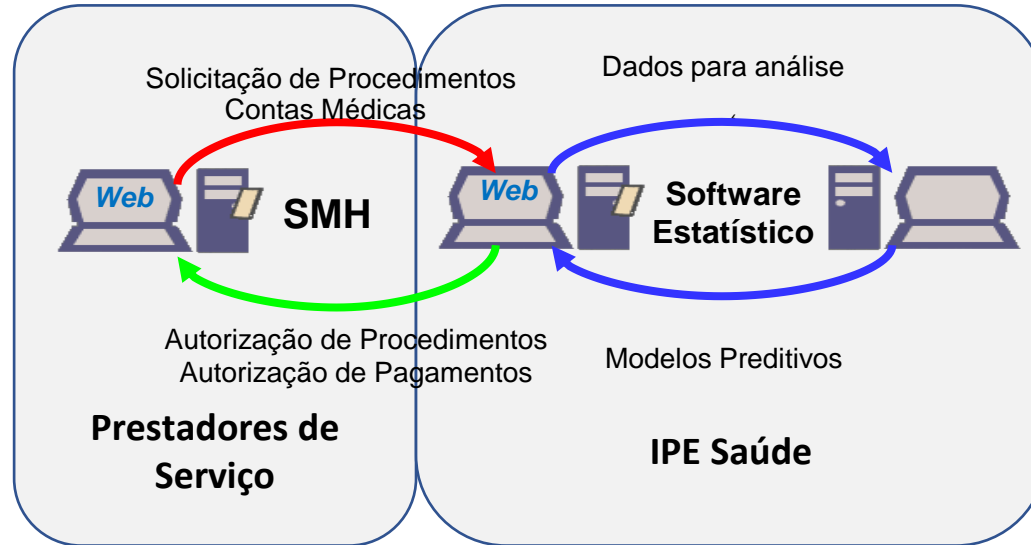 Solicitação de Procedimentos
Contas Médicas
Dados para análise
Web
SMH
Web
Software
Estatístico
Autorização de Procedimentos
Autorização de Pagamentos
Modelos Preditivos
Prestadores de
Serviço
IPE Saúde